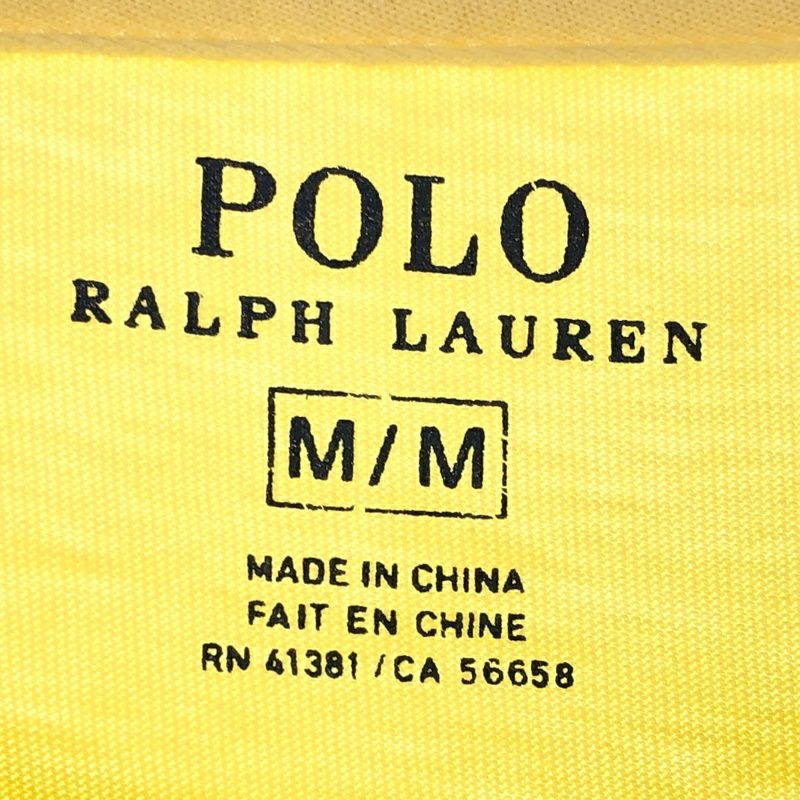 POLO
RALPH LAUREN
M/M
MADE IN CHINA
FAIT EN CHINE
RN 41381 / CA 56658